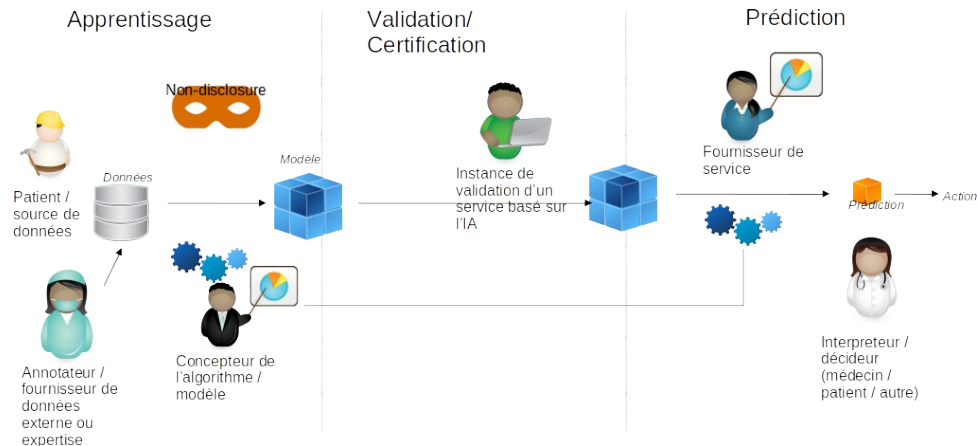 Apprentissage
Validation/
Certification
Prédiction
Non-disclosure
Patient /
source de
données
Données
Modèle
Instance de
validation d'un
service basé sur
l'IA
Fournisseur de
service
Prédiction
Action
Annotateur /
fournisseur de
données
externe ou
expertise
Concepteur de
l'algorithme /
modèle
Interpreteur /
décideur
(médecin /
patient / autre)